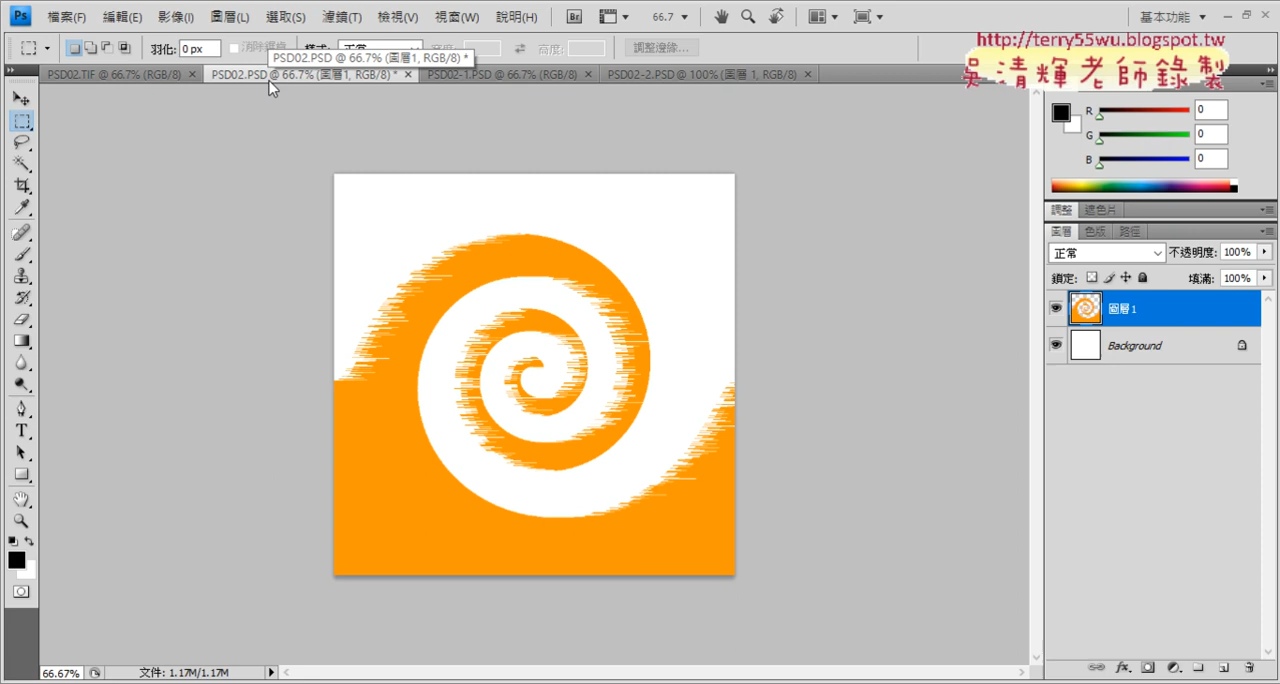 Ps 檔案(F) 編輯(E) 影像(I) 圖層(L) 選取(S) 濾鏡(T) 檢視(V) 視窗(W) 說明(H) Br 66.7 基本功能
羽化: 0 px 消除鋸齒 樣式: 正常 寬度: 高度: 調整邊緣...
http://terry55wu.blogspot.tw
吳清輝老師錄製
PSD02.PSD @ 66.7% (圖層1, RGB/8) *
PSD02.TIF @ 66.7% (RGB/8) × PSD02.PSD @ 66.7% (圖層1, RGB/8) * × PSD02-1.PSD @ 66.7% (RGB/8) × PSD02-2.PSD @ 100% (圖層 1, RGB/8) ×
R 0
G 0
B 0
調整 遮色片
圖層 色版 路徑
正常 不透明度: 100%
鎖定: 填滿: 100%
圖層1
Background
T
66.67% 文件: 1.17M/1.17M
fx